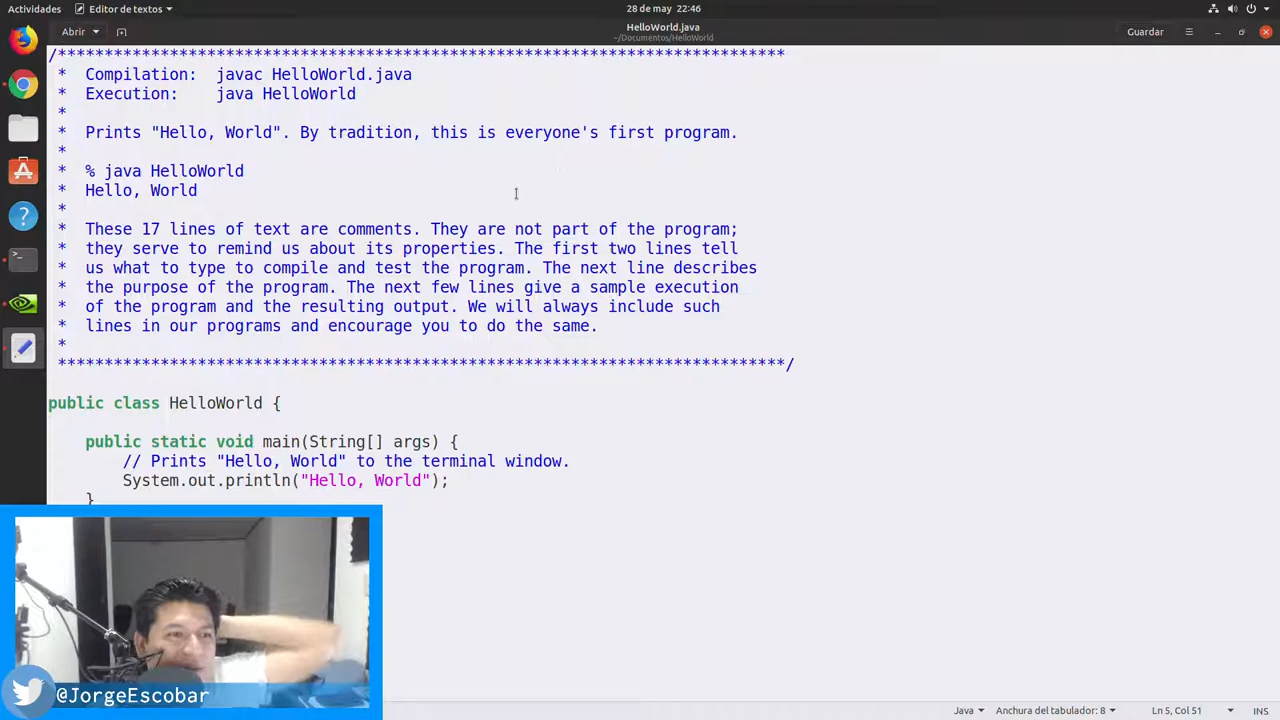 Actividades
Editor de textos
28 de may 22:46
Abrir
HelloWorld.java
~/Documentos/HelloWorld
Guardar
/******************************************************************************
 *  Compilation:  javac HelloWorld.java
 *  Execution:    java HelloWorld
 *
 *  Prints "Hello, World". By tradition, this is everyone's first program.
 *
 *  % java HelloWorld
 *  Hello, World
 *
 *  These 17 lines of text are comments. They are not part of the program;
 *  they serve to remind us about its properties. The first two lines tell
 *  us what to type to compile and test the program. The next line describes
 *  the purpose of the program. The next few lines give a sample execution
 *  of the program and the resulting output. We will always include such
 *  lines in our programs and encourage you to do the same.
 *
 ******************************************************************************/
public class HelloWorld {
    public static void main(String[] args) {
        // Prints "Hello, World" to the terminal window.
        System.out.println("Hello, World");
    }
@JorgeEscobar
Java
Anchura del tabulador: 8
Ln 5, Col 51
INS